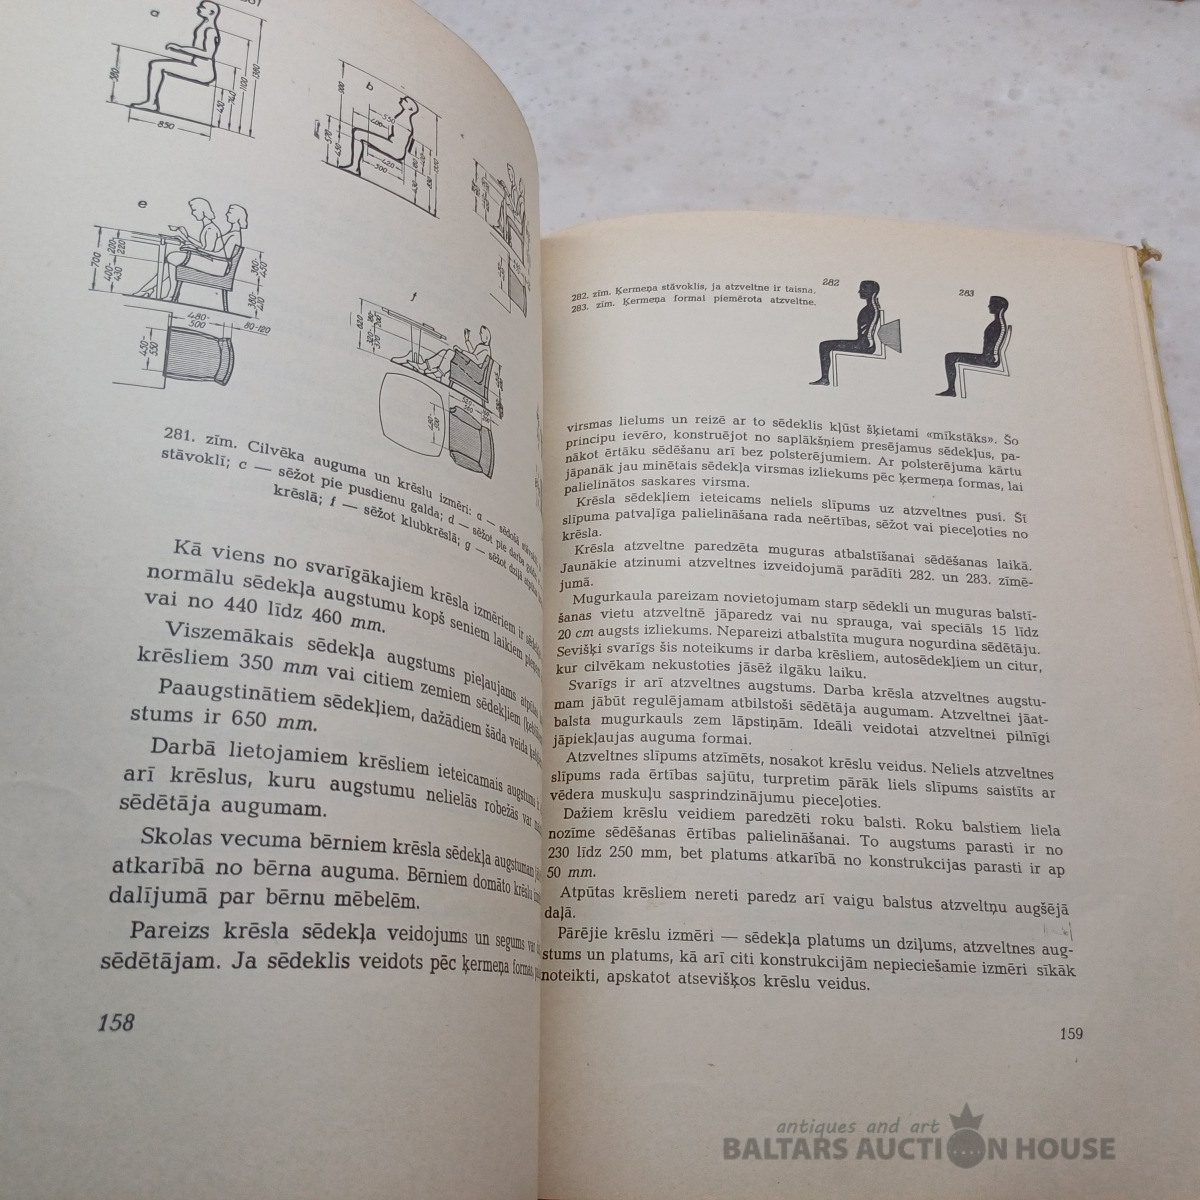 a
b
e
f
850
700
281. zīm. Cilvēka auguma un krēslu izmēri: a — sēdošā
stāvoklī; c — sēžot pie pusdienu galda; d — sēžot pie darba
krēslā; f — sēžot klubkrēslā; g — sēžot
Kā viens no svarīgākajiem krēsla izmēriem ir
normālu sēdekļa augstumu kopš seniem laikiem
vai no 440 līdz 460 mm.
Viszemākais sēdekļa augstums pieļaujams
krēsliem 350 mm vai citiem zemiem sēdekļiem
Paaugstinātiem sēdekļiem, dažādiem šāda veida
stums ir 650 mm.
Darbā lietojamiem krēsliem ieteicamais augstums
arī krēslus, kuru augstumu nelielās robežās var
sēdētāja augumam.
Skolas vecuma bērniem krēsla sēdekļa augstumam
atkarībā no bērna auguma. Bērniem domāto krēslu
dalījumā par bērnu mēbelēm.
Pareizs krēsla sēdekļa veidojums un segums var
sēdētājam. Ja sēdeklis veidots pēc ķermeņa formas,
158
282. zīm. Ķermeņa stāvoklis, ja atzveltne ir taisna.
283. zīm. Ķermeņa formai piemērota atzveltne.
282
283
virsmas lielums un reizē ar to sēdeklis kļūst šķietami «mīkstāks». Šo
principu ievēro, konstruējot no saplākšņiem presējamus sēdekļus, pa-
nākot ērtāku sēdēšanu arī bez polsterējumiem. Ar polsterējuma kārtu
jāpanāk jau minētais sēdekļa virsmas izliekums pēc ķermeņa formas, lai
palielinātos saskares virsma.
Krēsla sēdekļiem ieteicams neliels slīpums uz atzveltnes pusi. Šī
slīpuma patvaļīga palielināšana rada neērtības, sēžot vai pieceļoties no
krēsla.
Krēsla atzveltne paredzēta muguras atbalstīšanai sēdēšanas laikā.
Jaunākie atzinumi atzveltnes izveidojumā parādīti 282. un 283. zīmē-
jumā.
Mugurkaula pareizam novietojumam starp sēdekli un muguras balstī-
šanas vietu atzveltnē jāparedz vai nu sprauga, vai speciāls 15 līdz
20 cm augsts izliekums. Nepareizi atbalstīta mugura nogurdina sēdētāju.
Sevišķi svarīgs šis noteikums ir darba krēsliem, autosēdekļiem un citur,
kur cilvēkam nekustoties jāsēž ilgāku laiku.
Svarīgs ir arī atzveltnes augstums. Darba krēsla atzveltnes augstu-
mam jābūt regulējamam atbilstoši sēdētāja augumam. Atzveltnei jāat-
balsta mugurkauls zem lāpstiņām. Ideāli veidotai atzveltnei pilnīgi
jāpiekļaujas auguma formai.
Atzveltnes slīpums atzīmēts, nosakot krēslu veidus. Neliels atzveltnes
slīpums rada ērtības sajūtu, turpretim pārāk liels slīpums saistīts ar
vēdera muskuļu sasprindzinājumu pieceļoties.
Dažiem krēslu veidiem paredzēti roku balsti. Roku balstiem liela
nozīme sēdēšanas ērtības palielināšanai. To augstums parasti ir no
230 līdz 250 mm, bet platums atkarībā no konstrukcijas parasti ir ap
50 mm.
Atpūtas krēsliem nereti paredz arī vaigu balstus atzveltņu augšējā
daļā.
Pārējie krēslu izmēri — sēdekļa platums un dziļums, atzveltnes aug-
stums un platums, kā arī citi konstrukcijām nepieciešamie izmēri sīkāk
noteikti, apskatot atsevišķos krēslu veidus.
159
antiques and art
BALTARS AUCTION HOUSE